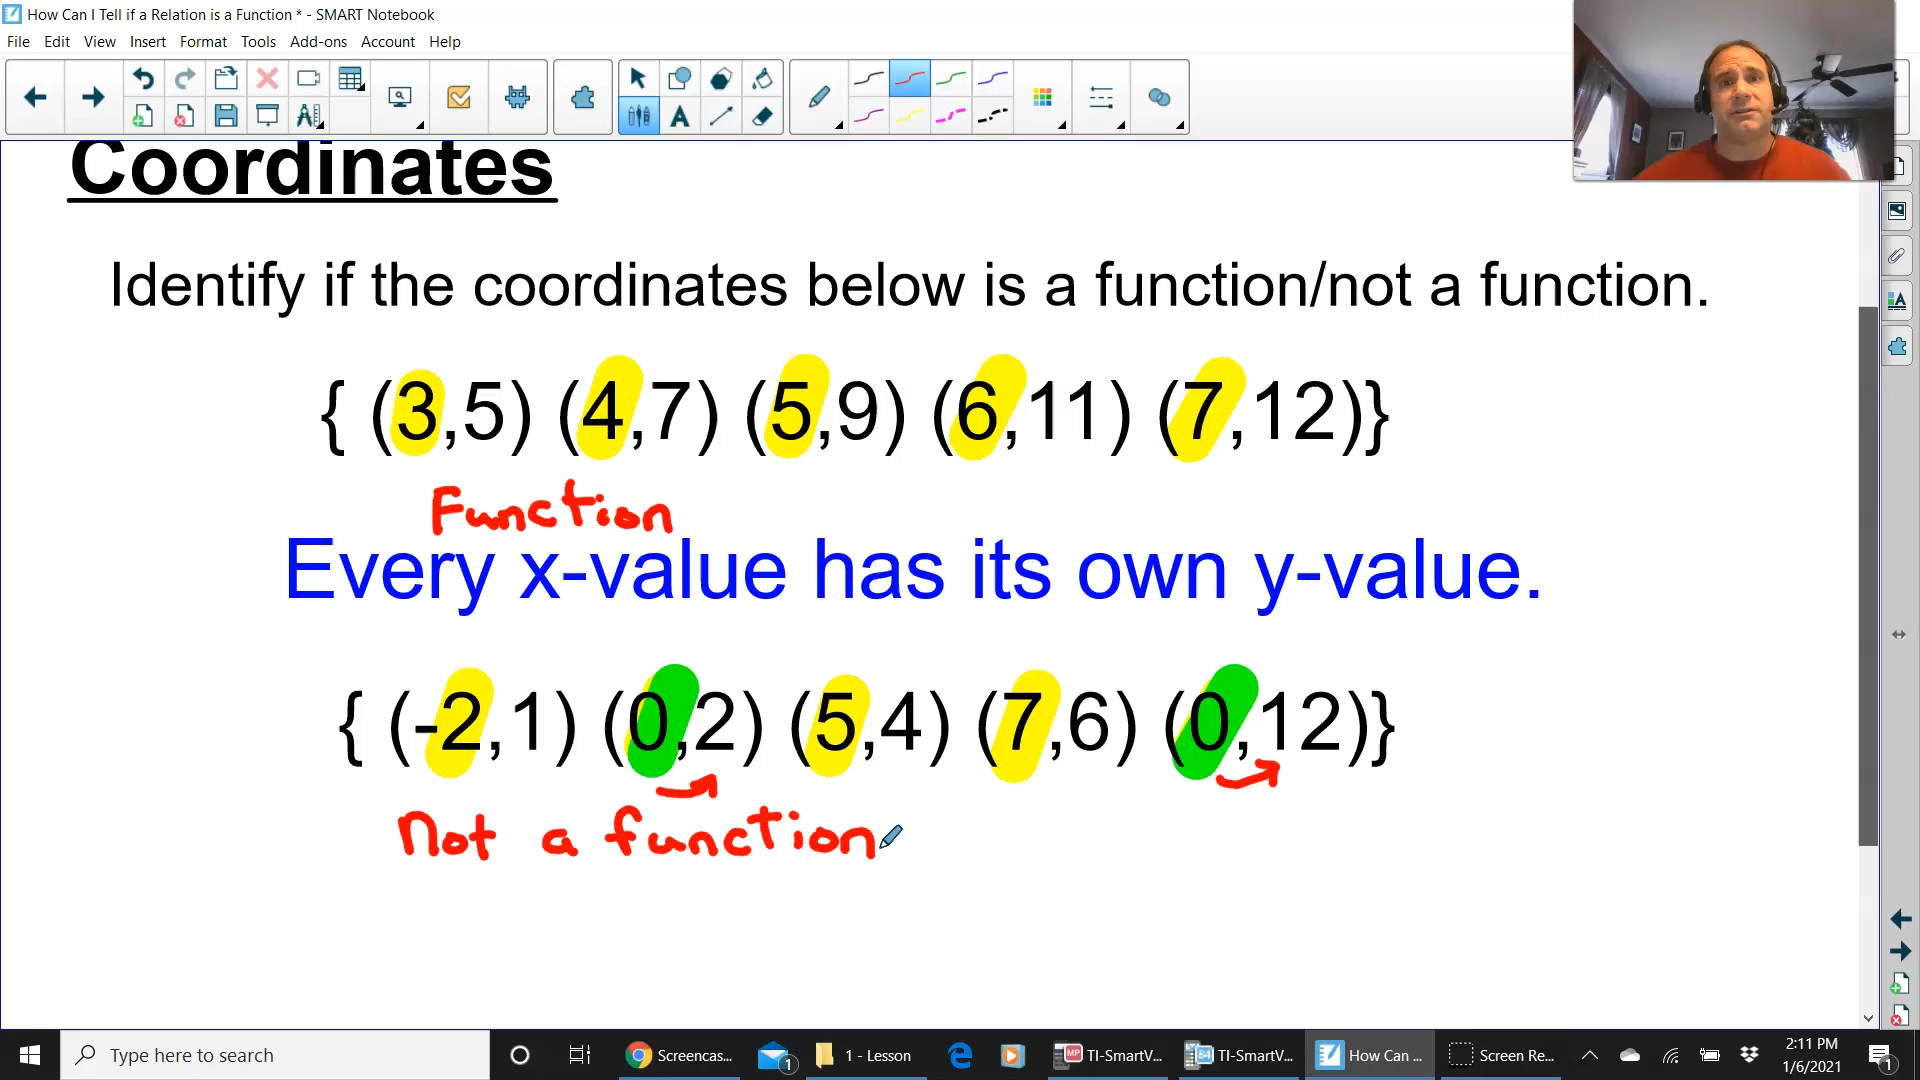 How Can I Tell if a Relation is a Function * - SMART Notebook
File Edit View Insert Format Tools Add-ons Account Help
Coordinates
Identify if the coordinates below is a function/not a function.
{ (3,5) (4,7) (5,9) (6,11) (7,12)}
Function
Every x-value has its own y-value.
{ (-2,1) (0,2) (5,4) (7,6) (0,12)}
Not a function
Type here to search
1
Screencas...
1 - Lesson
TI-SmartV...
TI-SmartV...
How Can ...
Screen Re...
2:11 PM
1/6/2021
1